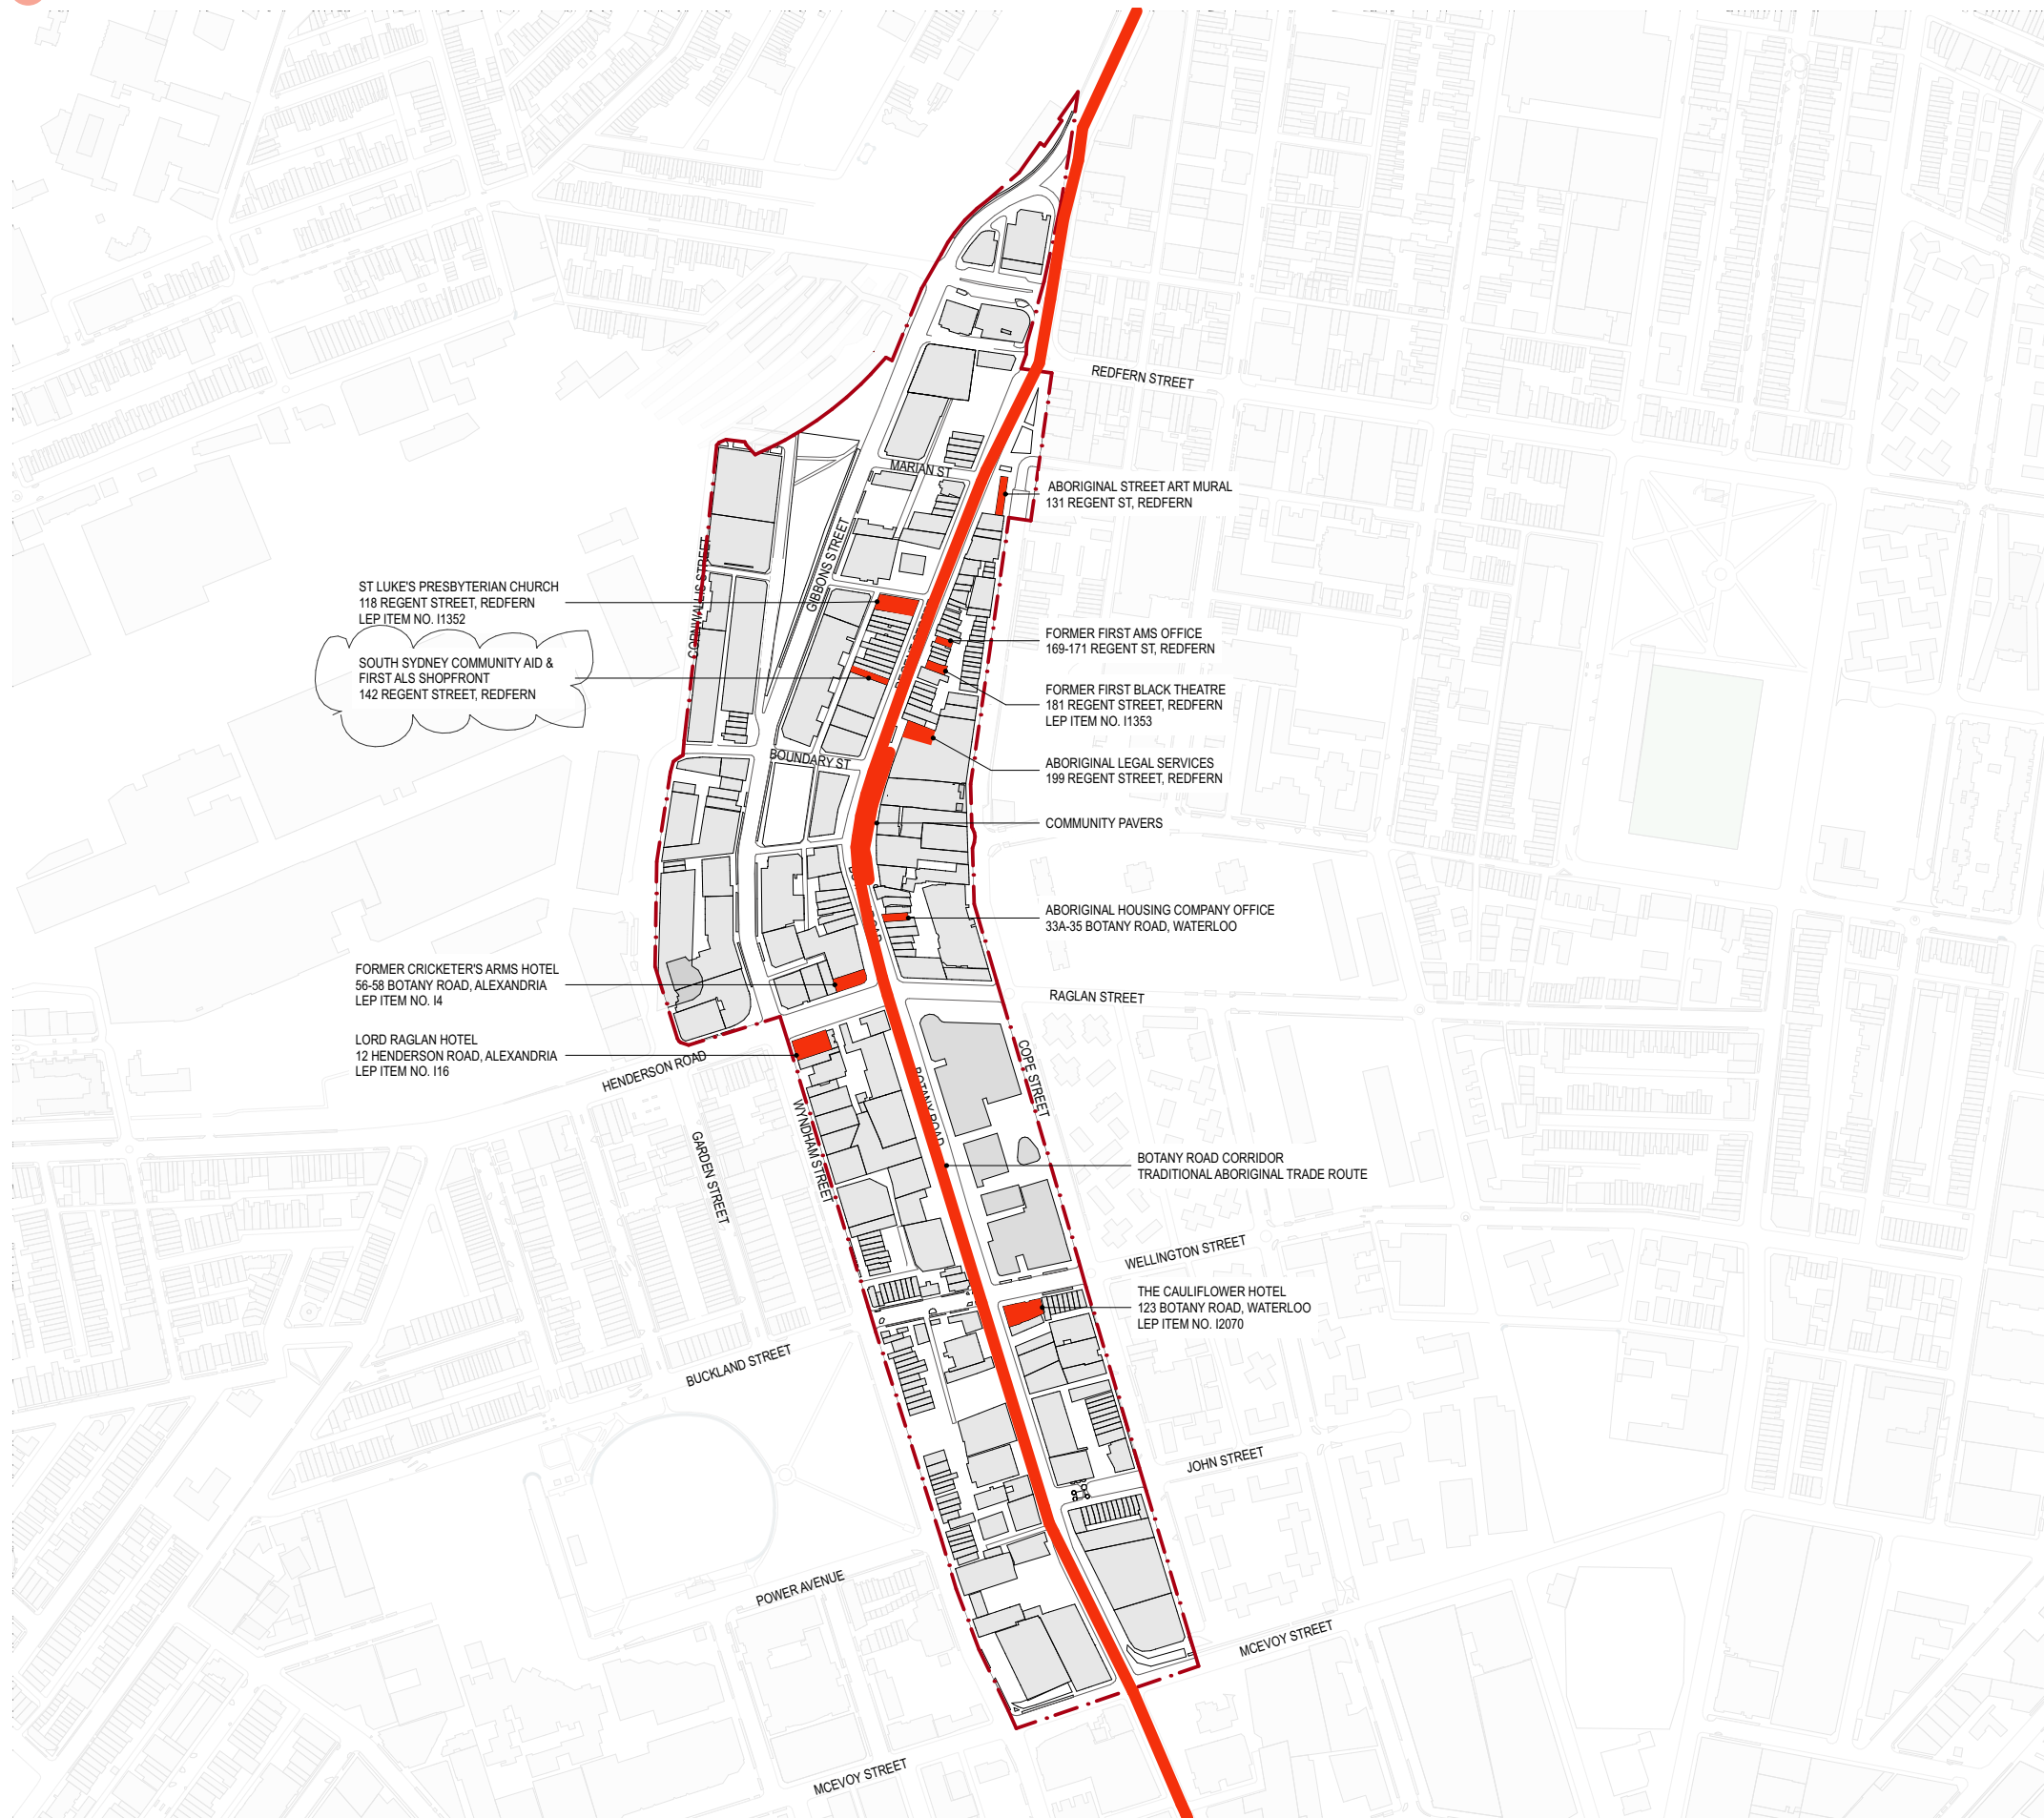 REDFERN STREET
MARIAN ST
ABORIGINAL STREET ART MURAL
131 REGENT ST, REDFERN
GIBBONS STREET
CORNWALLIS STREET
ST LUKE'S PRESBYTERIAN CHURCH
118 REGENT STREET, REDFERN
LEP ITEM NO. I1352
SOUTH SYDNEY COMMUNITY AID &
FIRST ALS SHOPFRONT
142 REGENT STREET, REDFERN
REGENT STREET
FORMER FIRST AMS OFFICE
169-171 REGENT ST, REDFERN
FORMER FIRST BLACK THEATRE
181 REGENT STREET, REDFERN
LEP ITEM NO. I1353
BOUNDARY ST
ABORIGINAL LEGAL SERVICES
199 REGENT STREET, REDFERN
COMMUNITY PAVERS
ROAD
ABORIGINAL HOUSING COMPANY OFFICE
33A-35 BOTANY ROAD, WATERLOO
FORMER CRICKETER'S ARMS HOTEL
56-58 BOTANY ROAD, ALEXANDRIA
LEP ITEM NO. I4
RAGLAN STREET
LORD RAGLAN HOTEL
12 HENDERSON ROAD, ALEXANDRIA
LEP ITEM NO. I16
HENDERSON ROAD
COPE STREET
BOTANY ROAD
WYNDHAM STREET
GARDEN STREET
BOTANY ROAD CORRIDOR
TRADITIONAL ABORIGINAL TRADE ROUTE
WELLINGTON STREET
THE CAULIFLOWER HOTEL
123 BOTANY ROAD, WATERLOO
LEP ITEM NO. I2070
BUCKLAND STREET
JOHN STREET
POWER AVENUE
MCEVOY STREET
MCEVOY STREET